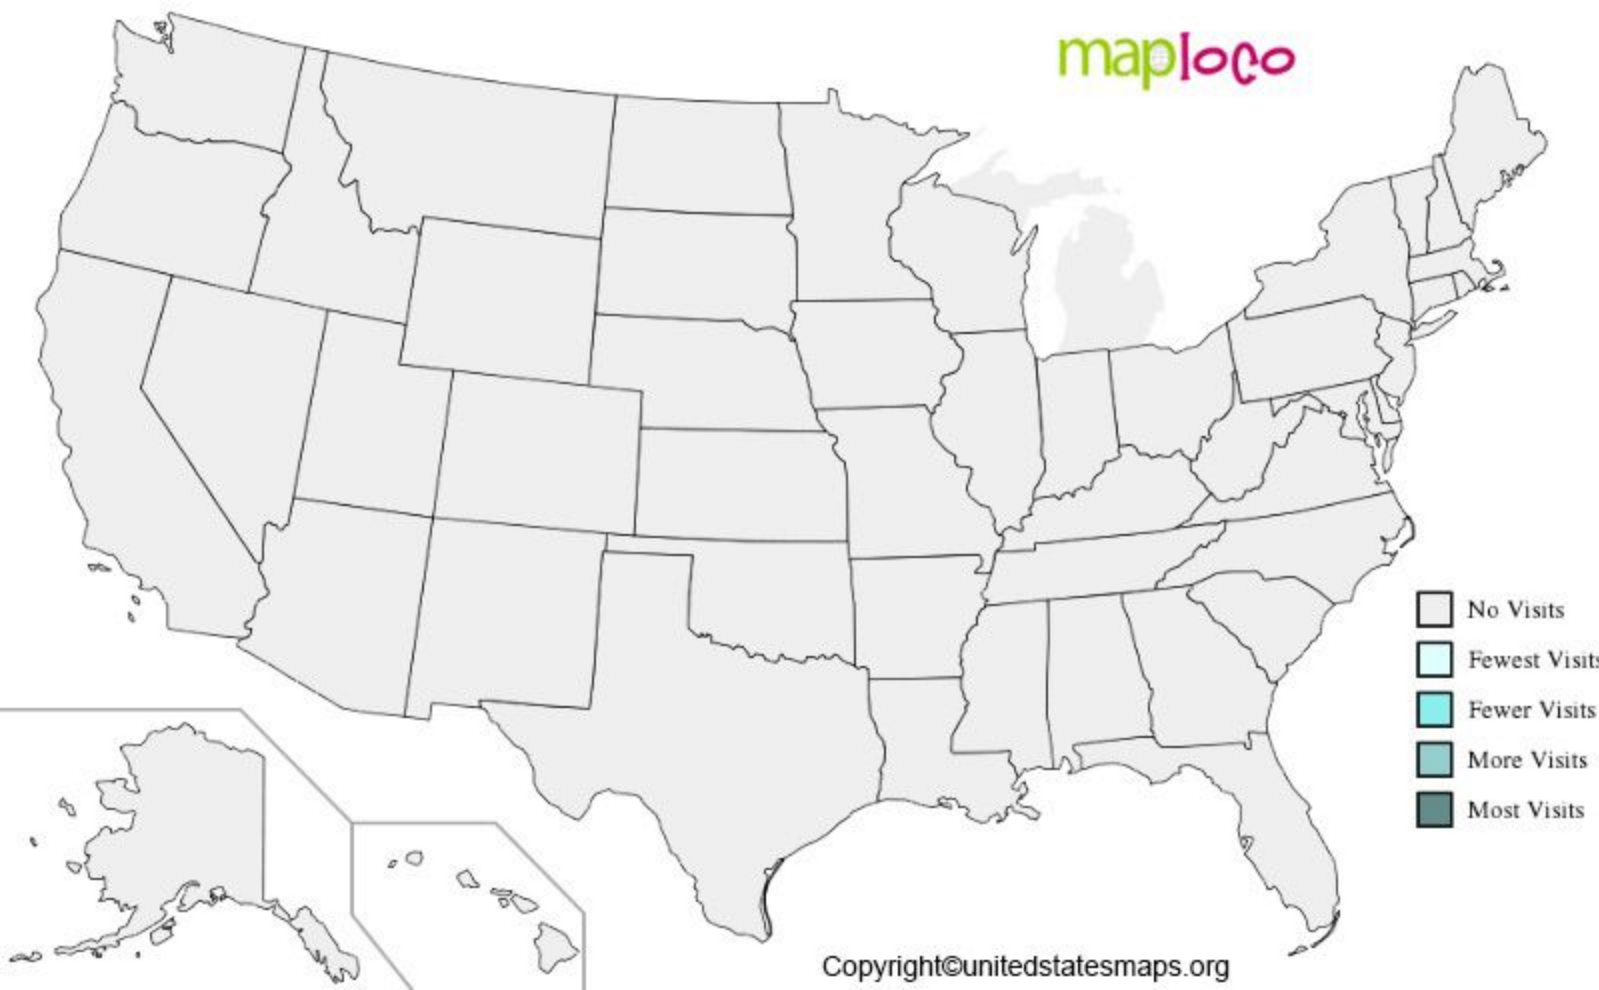 maploco
No Visits
Fewest Visits
Fewer Visits
More Visits
Most Visits
Copyright©unitedstatesmaps.org